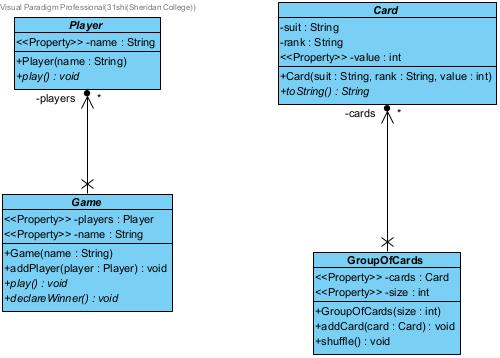 Visual Paradigm Professional(31shi(Sheridan College))
Player
<<Property>> -name : String
+Player(name : String)
+play() : void
-players
*
Game
<<Property>> -players : Player
<<Property>> -name : String
+Game(name : String)
+addPlayer(player : Player) : void
+play() : void
+declareWinner() : void
Card
-suit : String
-rank : String
<<Property>> -value : int
+Card(suit : String, rank : String, value : int)
+toString() : String
-cards
*
GroupOfCards
<<Property>> -cards : Card
<<Property>> -size : int
+GroupOfCards(size : int)
+addCard(card : Card) : void
+shuffle() : void